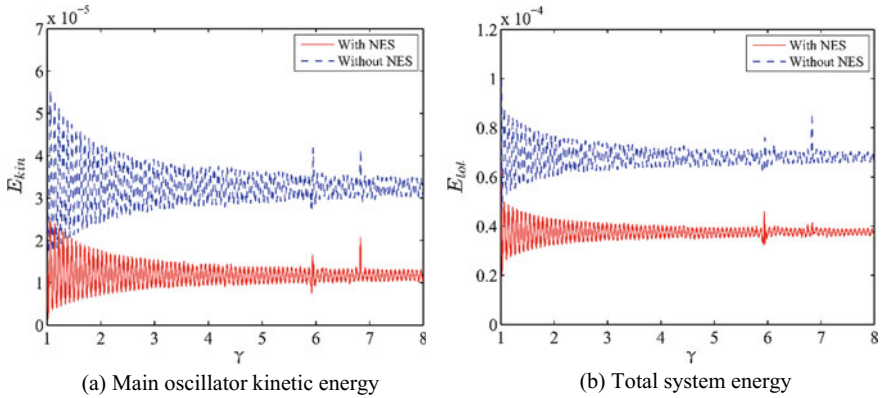 7 x 10⁻⁵
With NES
Without NES
6
5
4
3
2
1
0
E_kin
1 2 3 4 5 6 7 8
γ
(a) Main oscillator kinetic energy
1.2 x 10⁻⁴
With NES
Without NES
1
0.8
0.6
0.4
0.2
0
E_tot
1 2 3 4 5 6 7 8
γ
(b) Total system energy